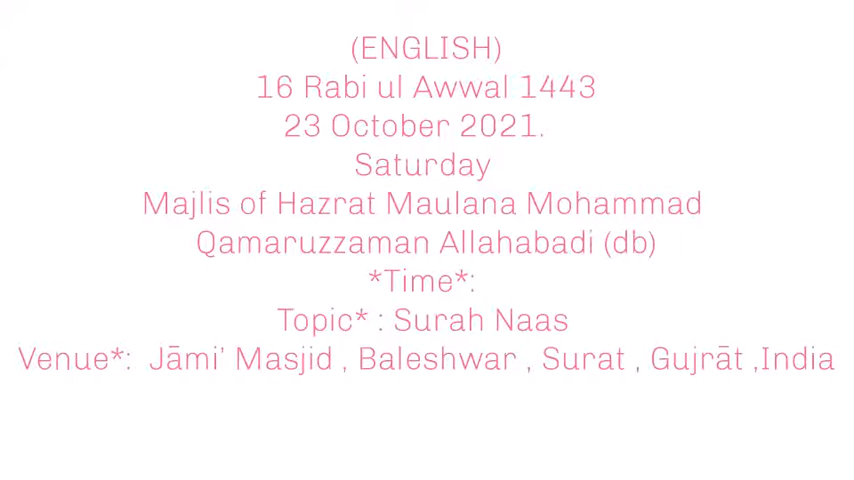 (ENGLISH)
16 Rabi ul Awwal 1443
23 October 2021.
Saturday
Majlis of Hazrat Maulana Mohammad
Qamaruzzaman Allahabadi (db)
*Time*:
Topic* : Surah Naas
Venue*: Jāmi’ Masjid , Baleshwar , Surat , Gujrāt ,India